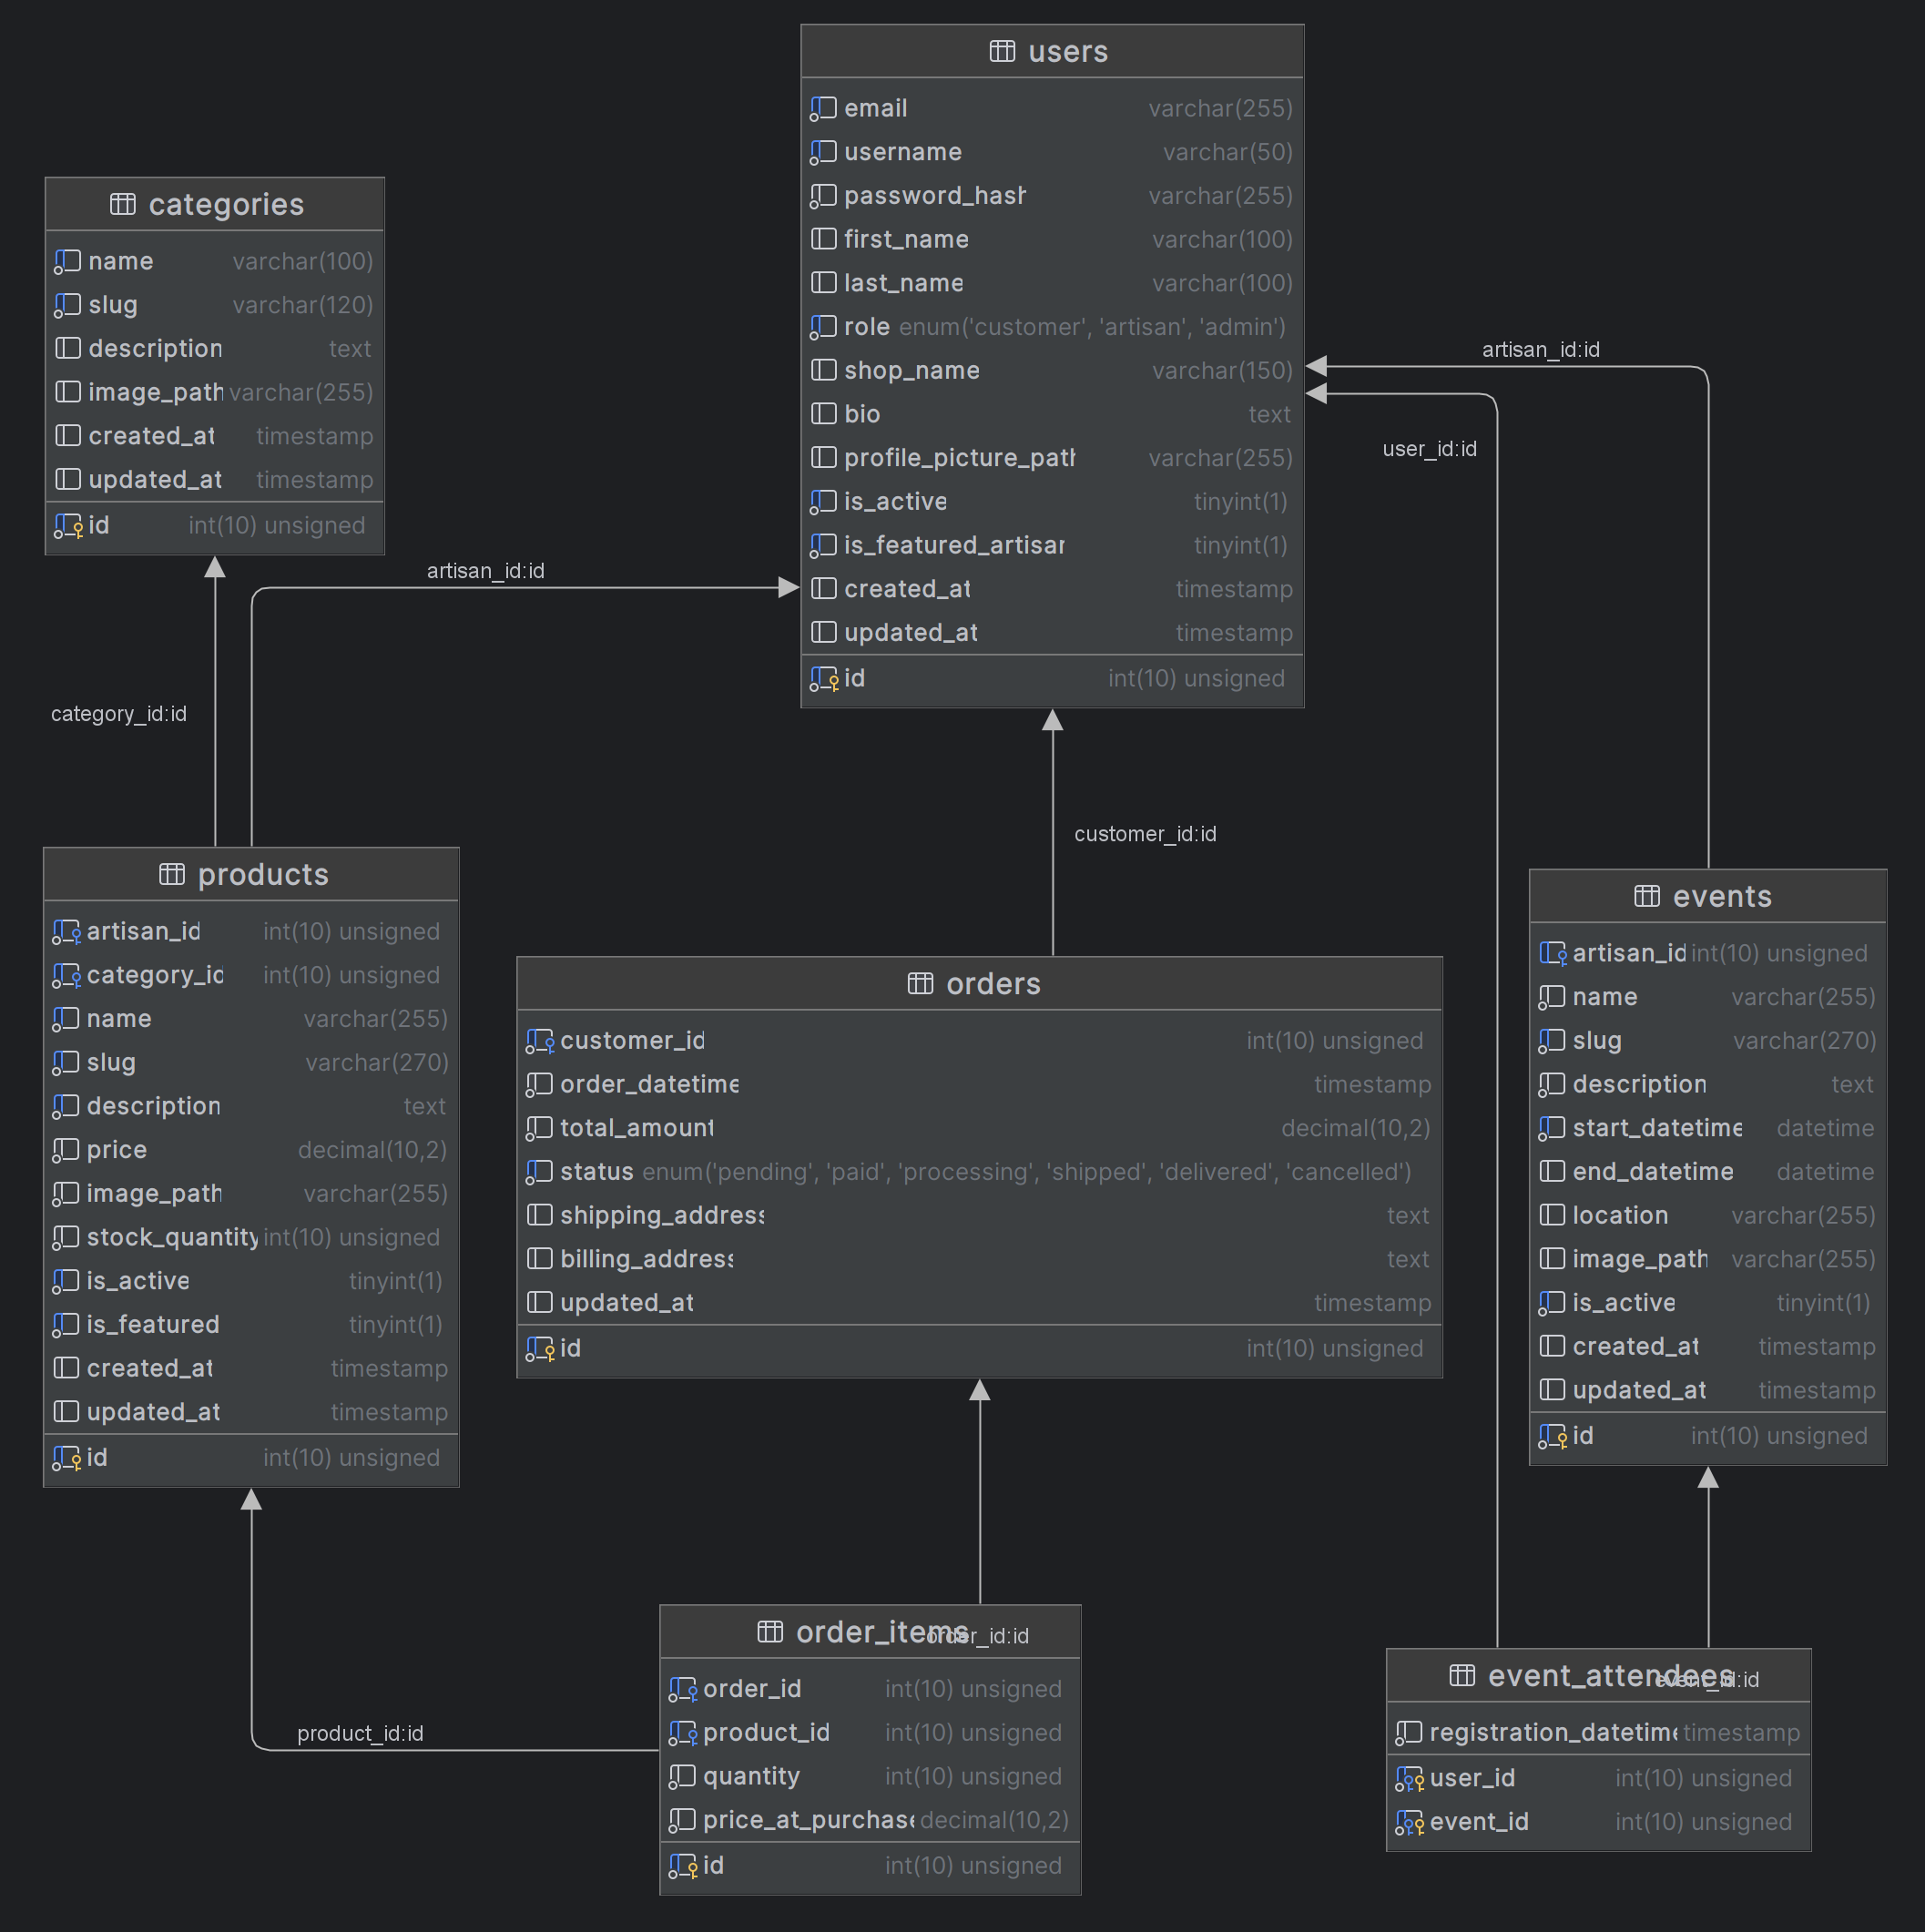 users
email varchar(255)
username varchar(50)
password_hash varchar(255)
first_name varchar(100)
last_name varchar(100)
role enum('customer', 'artisan', 'admin')
shop_name varchar(150)
bio text
profile_picture_path varchar(255)
is_active tinyint(1)
is_featured_artisan tinyint(1)
created_at timestamp
updated_at timestamp
id int(10) unsigned
categories
name varchar(100)
slug varchar(120)
description text
image_path varchar(255)
created_at timestamp
updated_at timestamp
id int(10) unsigned
artisan_id:id
user_id:id
artisan_id:id
category_id:id
customer_id:id
products
artisan_id int(10) unsigned
category_id int(10) unsigned
name varchar(255)
slug varchar(270)
description text
price decimal(10,2)
image_path varchar(255)
stock_quantity int(10) unsigned
is_active tinyint(1)
is_featured tinyint(1)
created_at timestamp
updated_at timestamp
id int(10) unsigned
orders
customer_id int(10) unsigned
order_datetime timestamp
total_amount decimal(10,2)
status enum('pending', 'paid', 'processing', 'shipped', 'delivered', 'cancelled')
shipping_address text
billing_address text
updated_at timestamp
id int(10) unsigned
events
artisan_id int(10) unsigned
name varchar(255)
slug varchar(270)
description text
start_datetime datetime
end_datetime datetime
location varchar(255)
image_path varchar(255)
is_active tinyint(1)
created_at timestamp
updated_at timestamp
id int(10) unsigned
order_items
order_id:id
order_id int(10) unsigned
product_id int(10) unsigned
quantity int(10) unsigned
price_at_purchase decimal(10,2)
id int(10) unsigned
product_id:id
event_attendees
event_id:id
registration_datetime timestamp
user_id int(10) unsigned
event_id int(10) unsigned